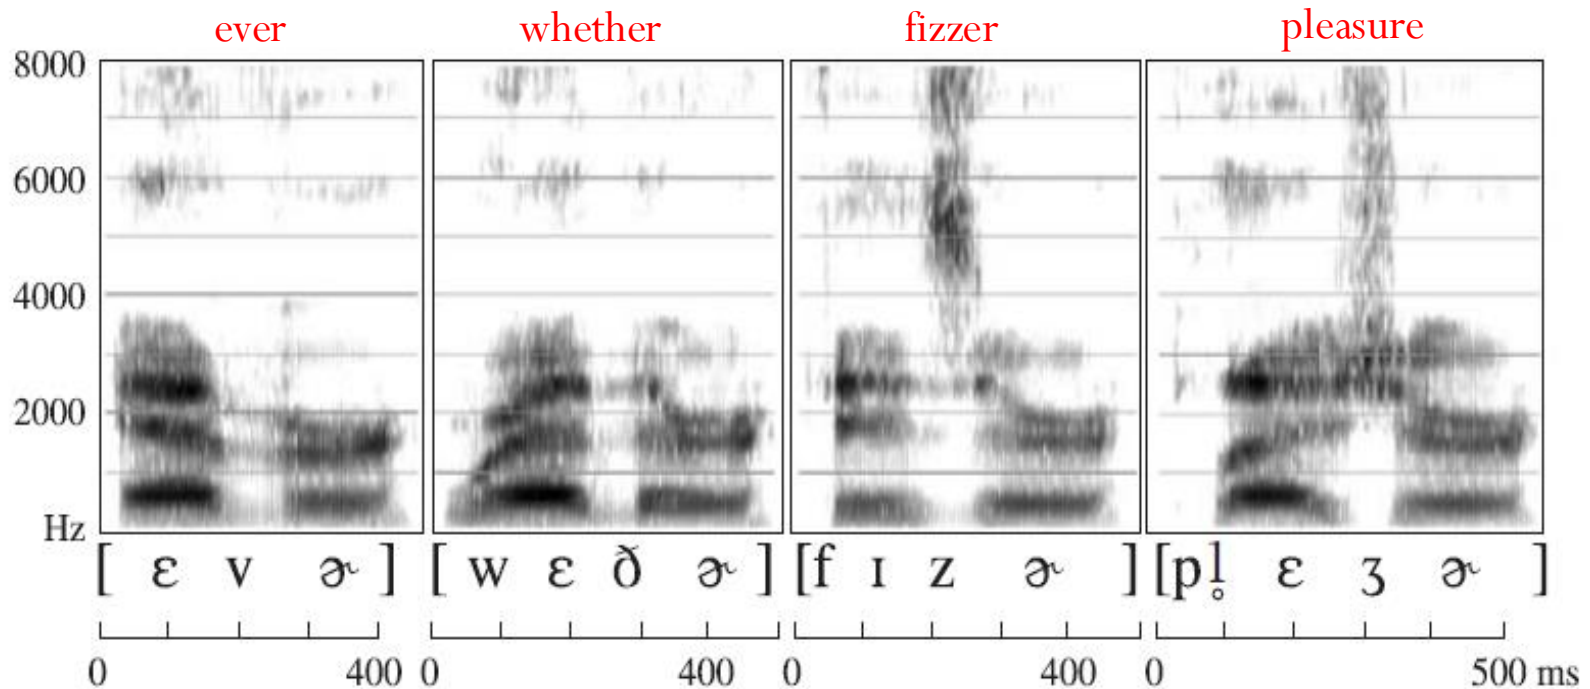 ever whether fizzer pleasure
8000
6000
4000
2000
Hz
[ ɛ v ɚ ] [ w ɛ ð ɚ ] [f ɪ z ɚ ] [p l̥ ɛ ʒ ɚ ]
0 400 0 400 0 400 0 500 ms